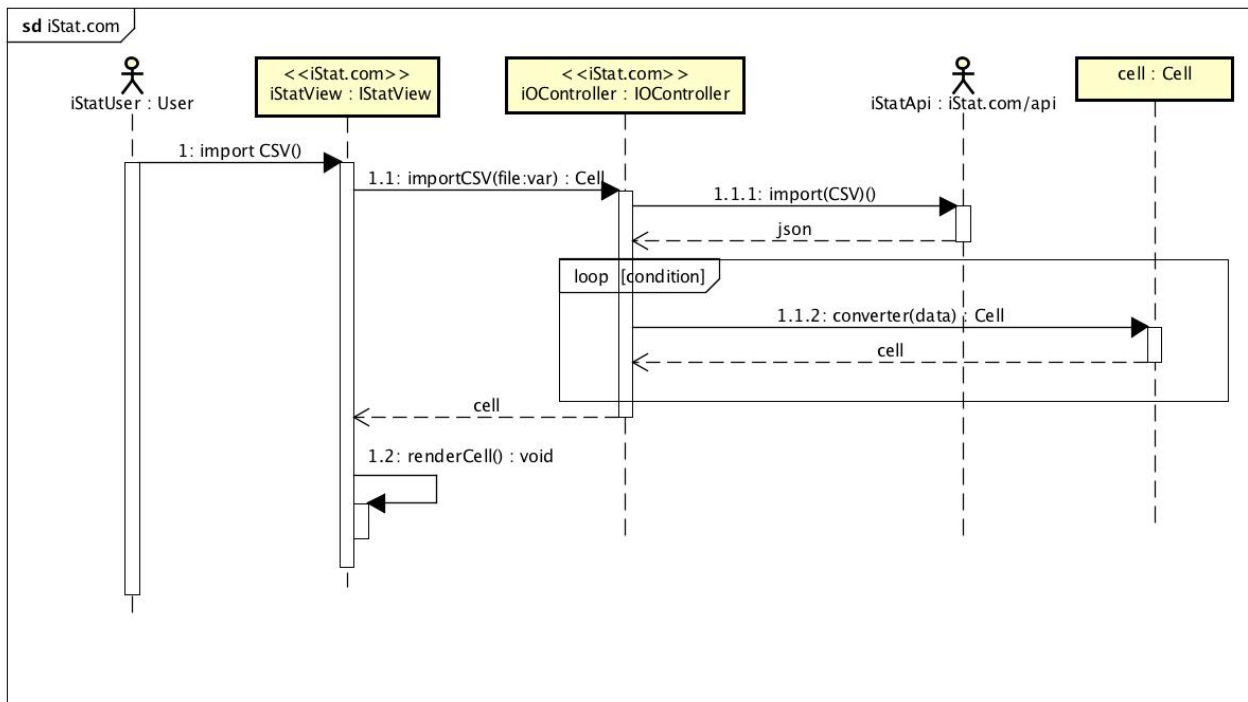 sd iStat.com
iStatUser : User
<<iStat.com>>
iStatView : IStatView
<<iStat.com>>
iOController : IOController
iStatApi : iStat.com/api
cell : Cell
1: import CSV()
1.1: importCSV(file:var) : Cell
1.1.1: import(CSV)()
json
loop [condition]
1.1.2: converter(data) : Cell
cell
cell
1.2: renderCell() : void